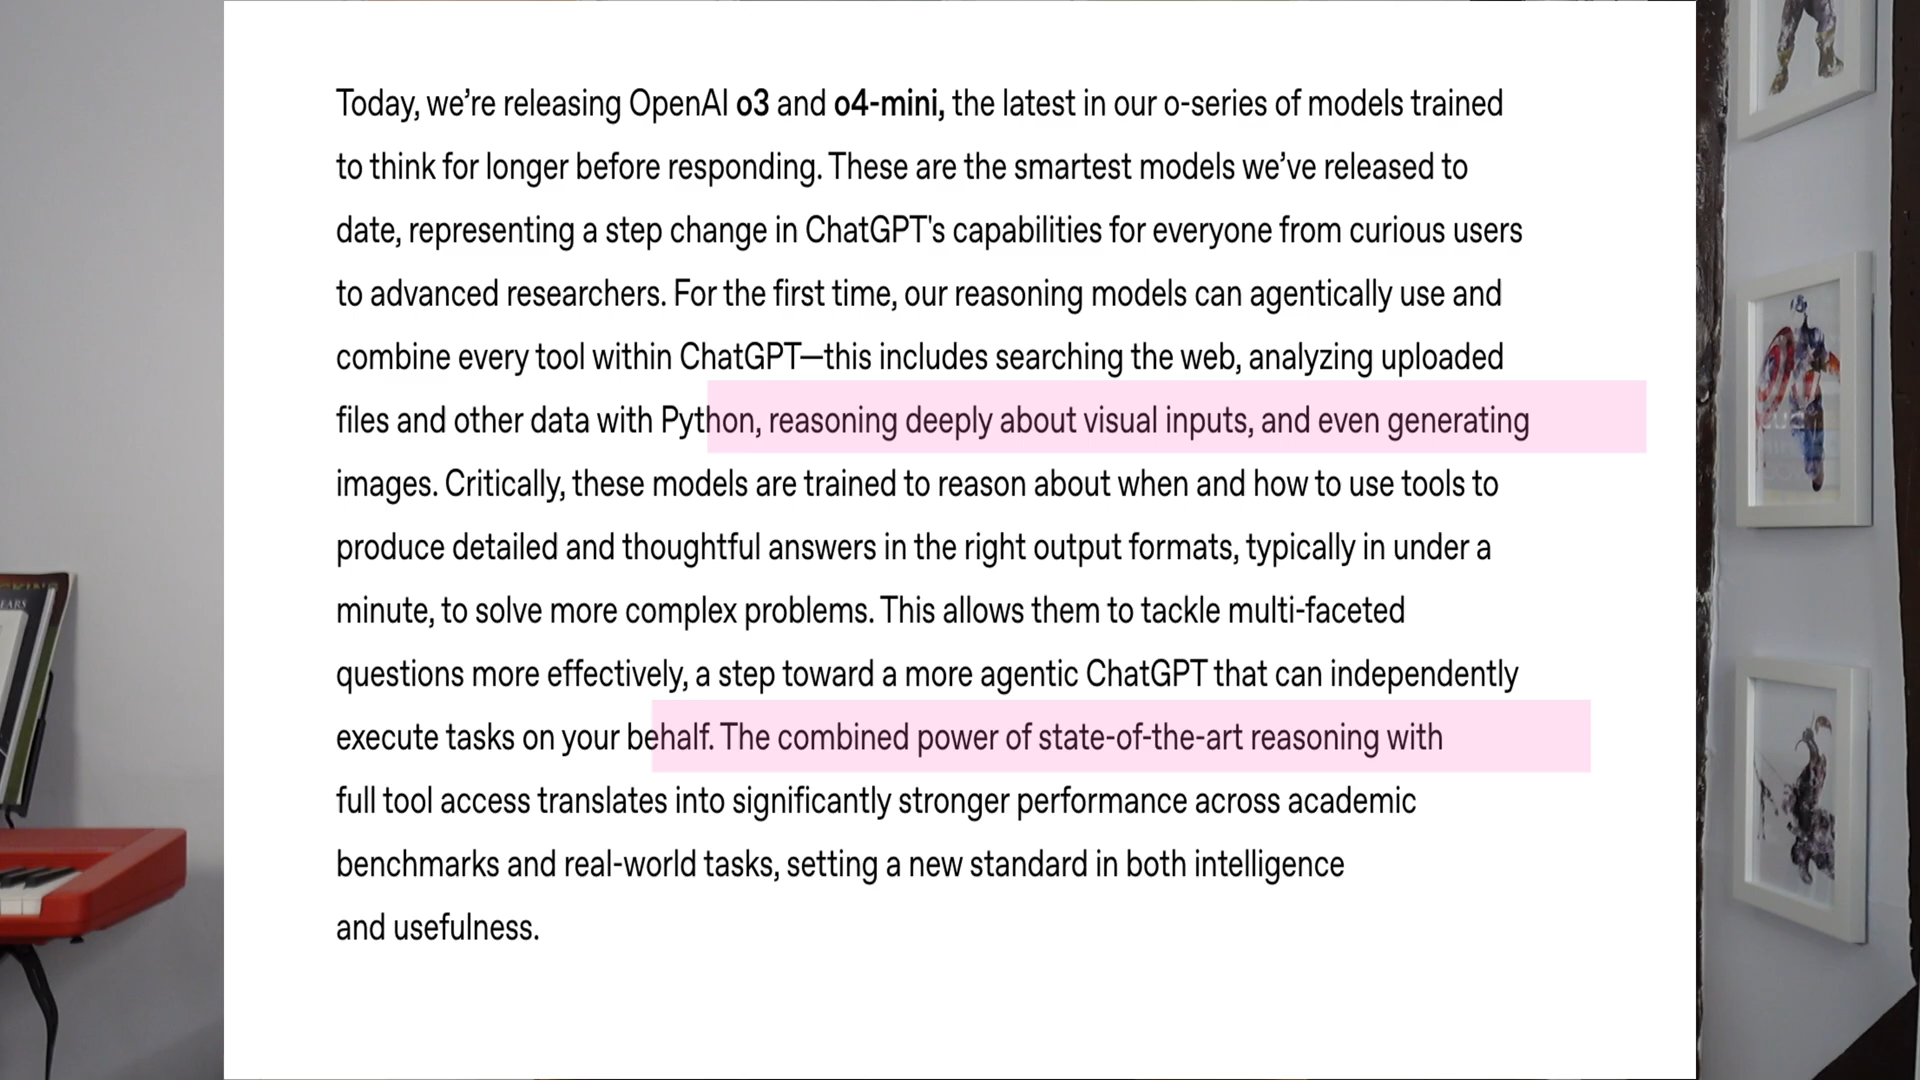 Today, we’re releasing OpenAI o3 and o4-mini, the latest in our o-series of models trained
to think for longer before responding. These are the smartest models we’ve released to
date, representing a step change in ChatGPT's capabilities for everyone from curious users
to advanced researchers. For the first time, our reasoning models can agentically use and
combine every tool within ChatGPT—this includes searching the web, analyzing uploaded
files and other data with Python, reasoning deeply about visual inputs, and even generating
images. Critically, these models are trained to reason about when and how to use tools to
produce detailed and thoughtful answers in the right output formats, typically in under a
minute, to solve more complex problems. This allows them to tackle multi-faceted
questions more effectively, a step toward a more agentic ChatGPT that can independently
execute tasks on your behalf. The combined power of state-of-the-art reasoning with
full tool access translates into significantly stronger performance across academic
benchmarks and real-world tasks, setting a new standard in both intelligence
and usefulness.